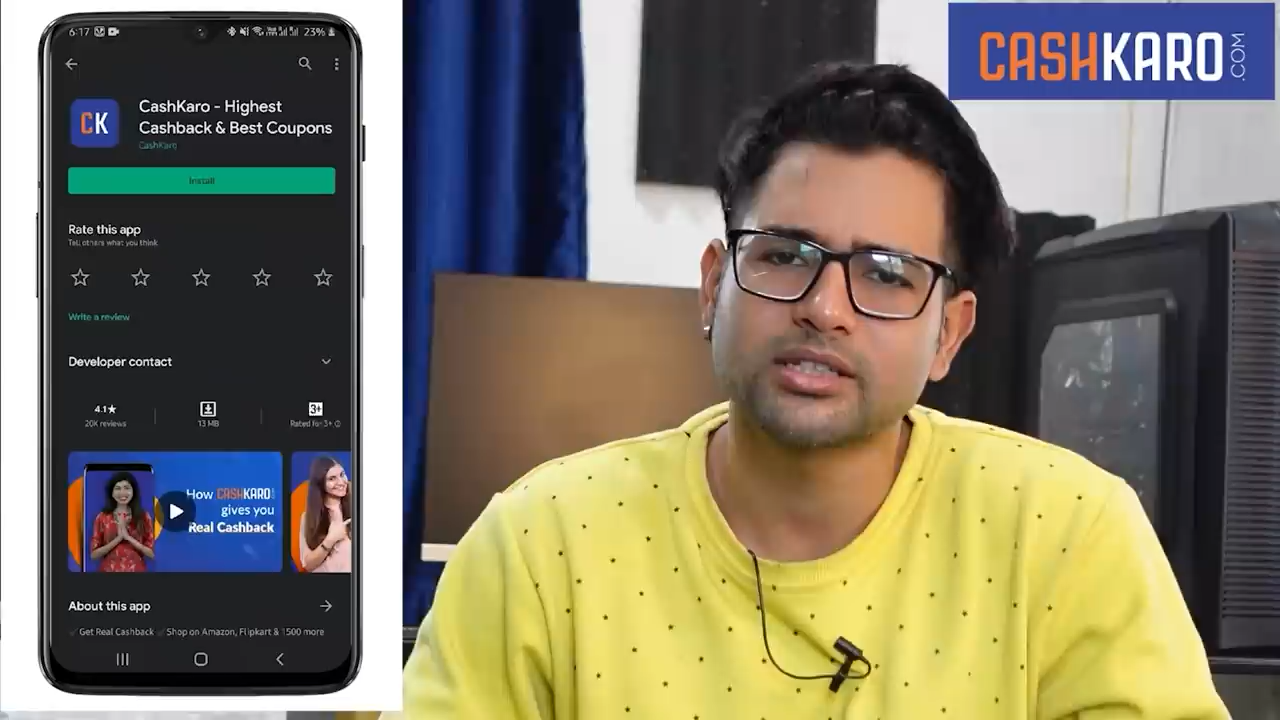 6:17
23%
CK
CashKaro - Highest
Cashback & Best Coupons
CashKaro
Install
Rate this app
Tell others what you think
Write a review
Developer contact
4.1★
20K reviews
13 MB
3+
Rated for 3+
How CASHKARO
gives you
Real Cashback
About this app
Get Real Cashback
Shop on Amazon, Flipkart & 1500 more
CASHKARO.COM